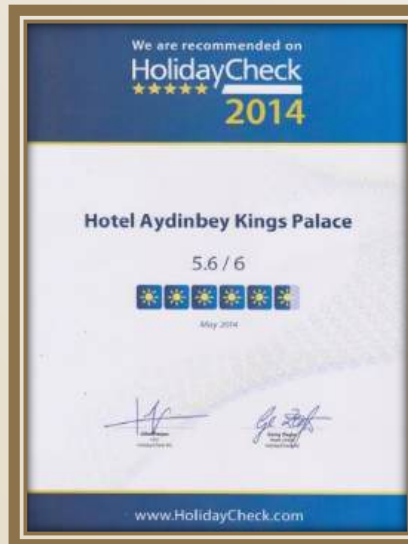 We are recommended on
HolidayCheck
2014
Hotel Aydinbey Kings Palace
5.6 / 6
May 2014
www.HolidayCheck.com